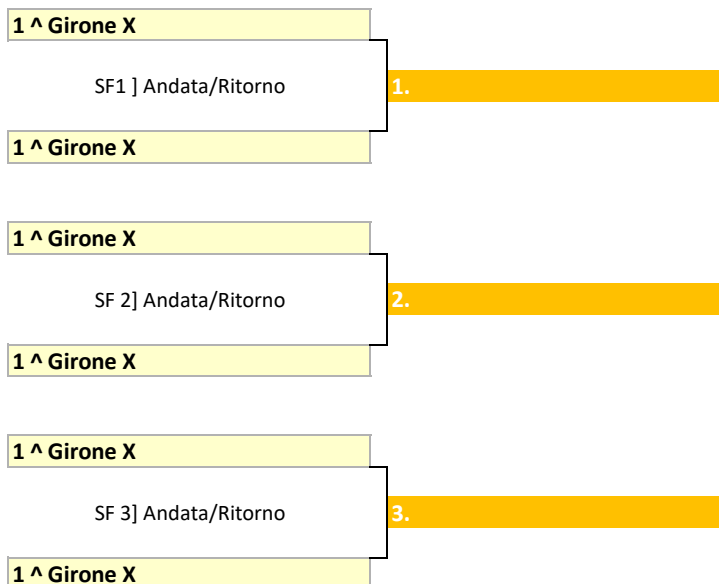 1 ^ Girone X
SF1 ] Andata/Ritorno
1.
1 ^ Girone X
1 ^ Girone X
SF 2] Andata/Ritorno
2.
1 ^ Girone X
1 ^ Girone X
SF 3] Andata/Ritorno
3.
1 ^ Girone X